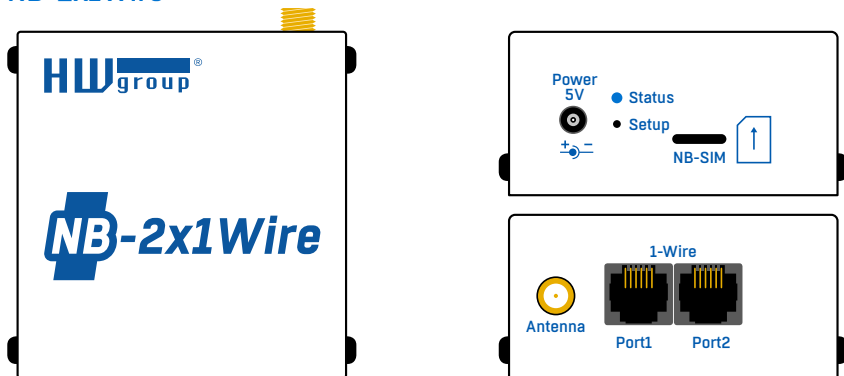 HW group®
NB-2x1Wire
Power
5V
Status
Setup
+ −
NB-SIM
1-Wire
Antenna
Port1 Port2